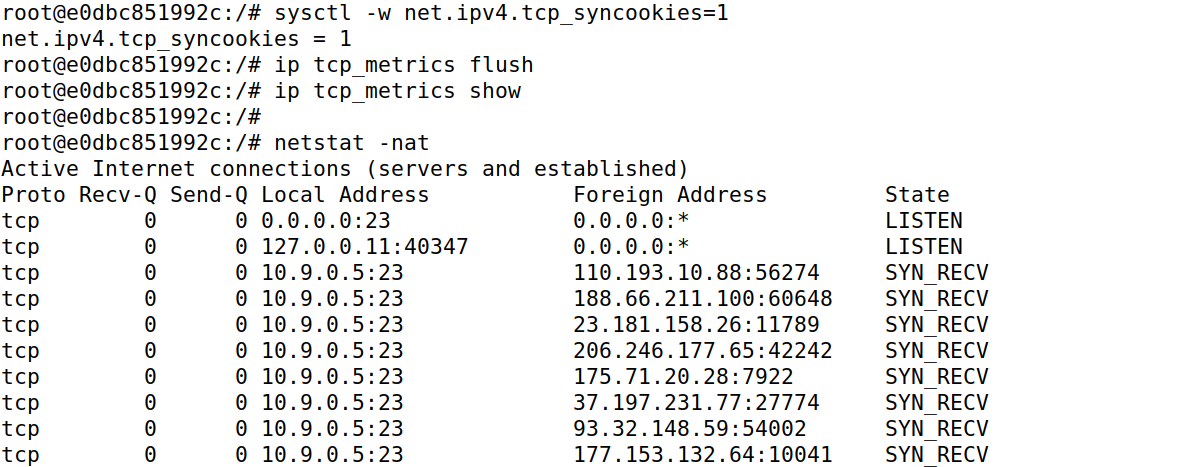 root@e0dbc851992c:/# sysctl -w net.ipv4.tcp_syncookies=1
net.ipv4.tcp_syncookies = 1
root@e0dbc851992c:/# ip tcp_metrics flush
root@e0dbc851992c:/# ip tcp_metrics show
root@e0dbc851992c:/#
root@e0dbc851992c:/# netstat -nat
Active Internet connections (servers and established)
Proto Recv-Q Send-Q Local Address           Foreign Address         State
tcp        0      0 0.0.0.0:23              0.0.0.0:*               LISTEN
tcp        0      0 127.0.0.11:40347        0.0.0.0:*               LISTEN
tcp        0      0 10.9.0.5:23             110.193.10.88:56274     SYN_RECV
tcp        0      0 10.9.0.5:23             188.66.211.100:60648    SYN_RECV
tcp        0      0 10.9.0.5:23             23.181.158.26:11789     SYN_RECV
tcp        0      0 10.9.0.5:23             206.246.177.65:42242    SYN_RECV
tcp        0      0 10.9.0.5:23             175.71.20.28:7922       SYN_RECV
tcp        0      0 10.9.0.5:23             37.197.231.77:27774     SYN_RECV
tcp        0      0 10.9.0.5:23             93.32.148.59:54002      SYN_RECV
tcp        0      0 10.9.0.5:23             177.153.132.64:10041    SYN_RECV